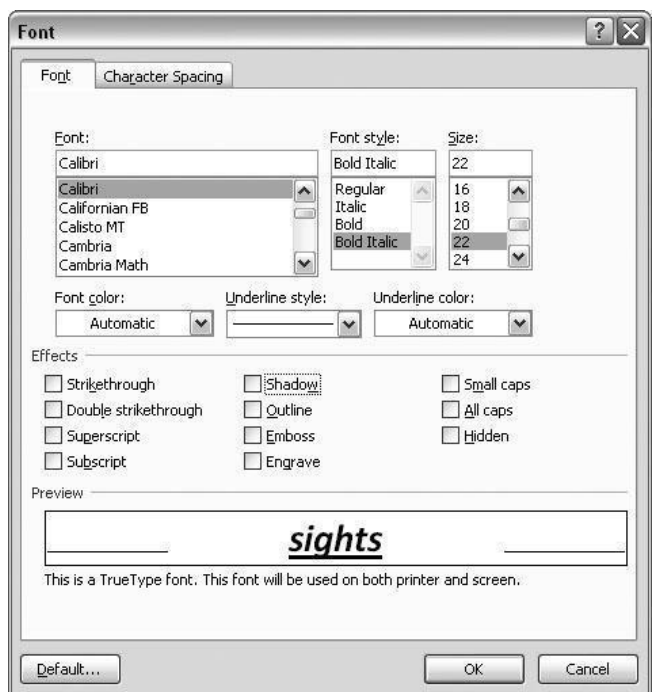 Font
Font Character Spacing
Font: Font style: Size:
Calibri Bold Italic 22
Calibri Regular 16
Californian FB Italic 18
Calisto MT Bold 20
Cambria Bold Italic 22
Cambria Math 24
Font color: Underline style: Underline color:
Automatic Automatic
Effects
Strikethrough Shadow Small caps
Double strikethrough Outline All caps
Superscript Emboss Hidden
Subscript Engrave
Preview
sights
This is a TrueType font. This font will be used on both printer and screen.
Default... OK Cancel